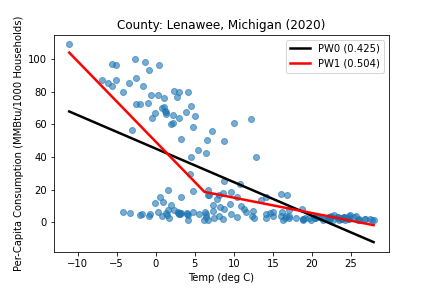 County: Lenawee, Michigan (2020)
PW0 (0.425)
PW1 (0.504)
Per-Capita Consumption (MMBtu/1000 Households)
100
80
60
40
20
0
−10 −5 0 5 10 15 20 25
Temp (deg C)